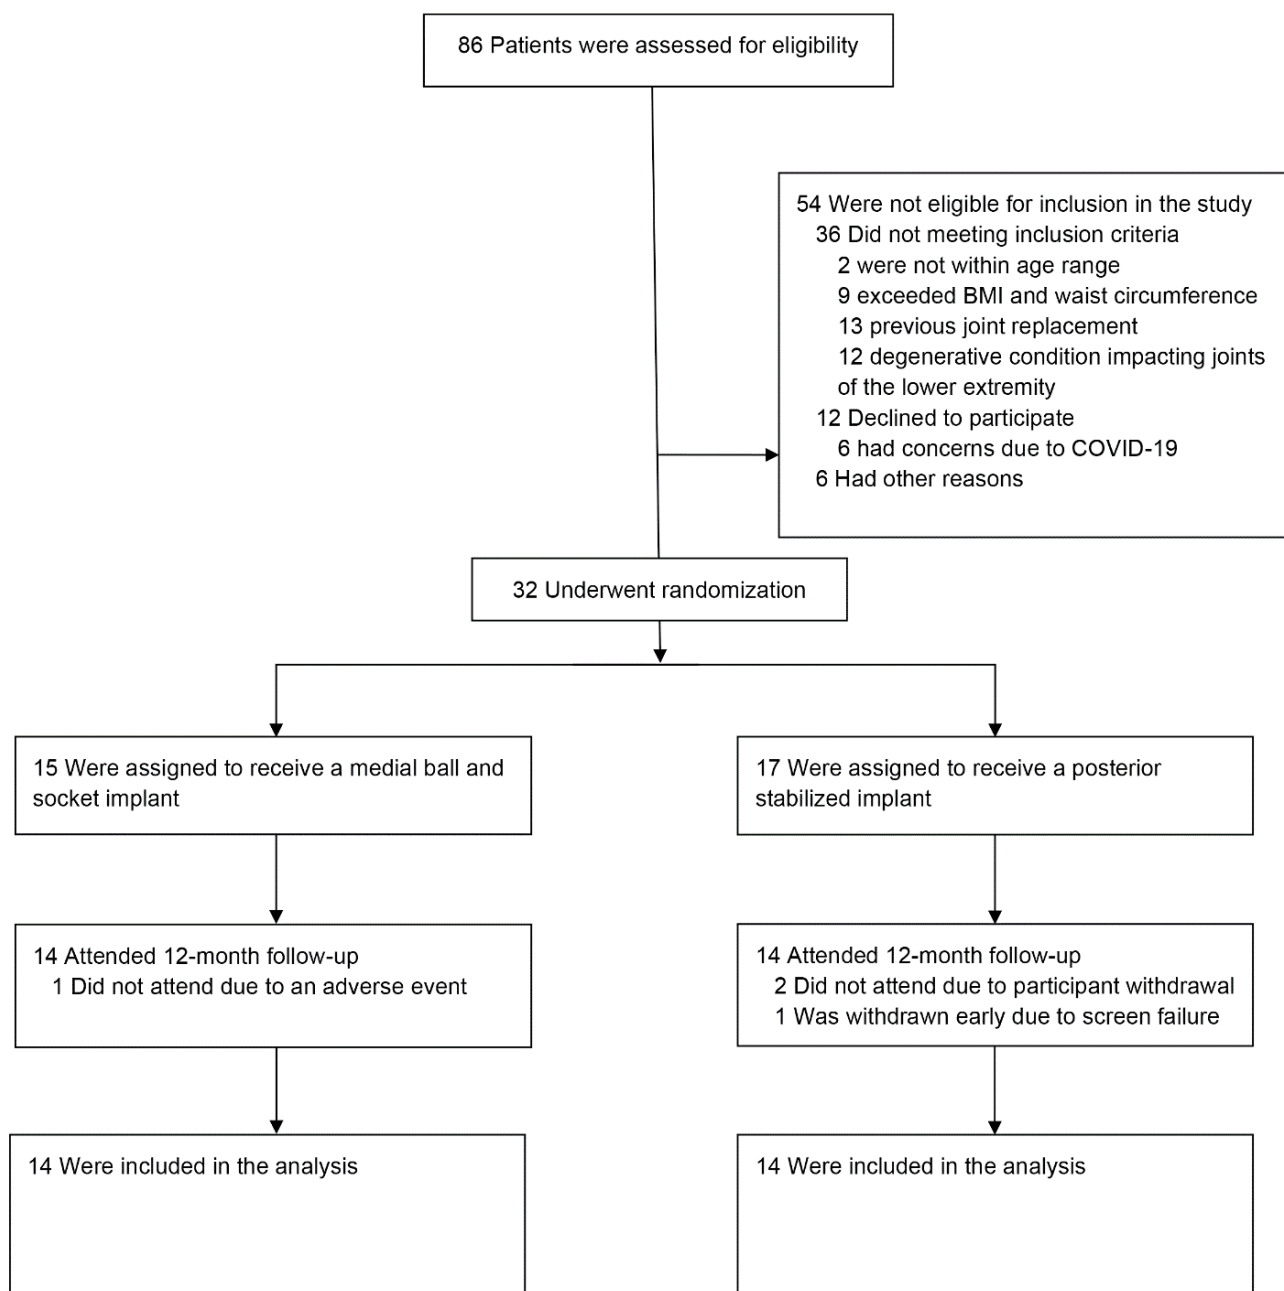 86 Patients were assessed for eligibility
54 Were not eligible for inclusion in the study
36 Did not meeting inclusion criteria
2 were not within age range
9 exceeded BMI and waist circumference
13 previous joint replacement
12 degenerative condition impacting joints
of the lower extremity
12 Declined to participate
6 had concerns due to COVID-19
6 Had other reasons
32 Underwent randomization
15 Were assigned to receive a medial ball and
socket implant
17 Were assigned to receive a posterior
stabilized implant
14 Attended 12-month follow-up
1 Did not attend due to an adverse event
14 Attended 12-month follow-up
2 Did not attend due to participant withdrawal
1 Was withdrawn early due to screen failure
14 Were included in the analysis
14 Were included in the analysis